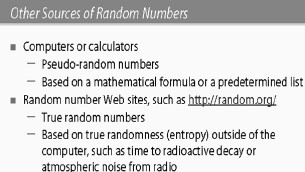 Other Sources of Random Numbers
■ Computers or calculators
— Pseudo-random numbers
— Based on a mathematical formula or a predetermined list
■ Random number Web sites, such as http://random.org/
— True random numbers
— Based on true randomness (entropy) outside of the
computer, such as time to radioactive decay or
atmospheric noise from radio